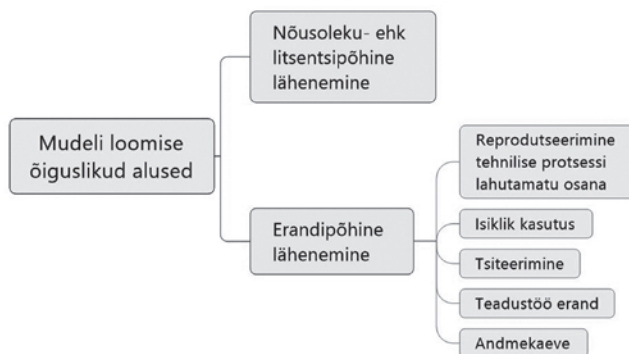 Mudeli loomise
õiguslikud alused
Nõusoleku- ehk
litsentsipõhine
lähenemine
Erandipõhine
lähenemine
Reprodutseerimine
tehnilise protsessi
lahutamatu osana
Isiklik kasutus
Tsiteerimine
Teadustöö erand
Andmekaeve